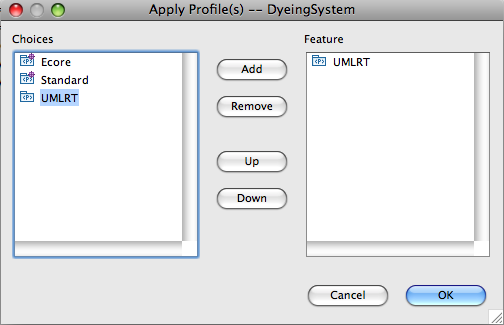 Apply Profile(s) -- DyeingSystem
Choices
Feature
Ecore
Standard
UMLRT
UMLRT
Add
Remove
Up
Down
Cancel
OK